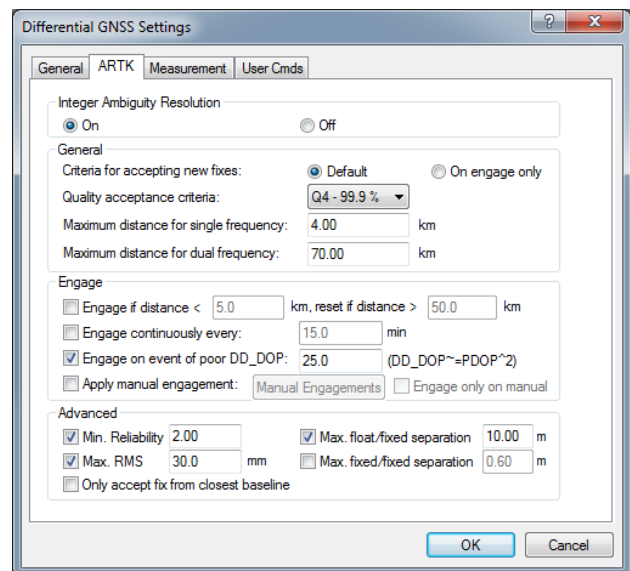 Differential GNSS Settings
? X
General ARTK Measurement User Cmds
Integer Ambiguity Resolution
On Off
General
Criteria for accepting new fixes: Default On engage only
Quality acceptance criteria: Q4 - 99.9 %
Maximum distance for single frequency: 4.00 km
Maximum distance for dual frequency: 70.00 km
Engage
Engage if distance < 5.0 km, reset if distance > 50.0 km
Engage continuously every: 15.0 min
Engage on event of poor DD_DOP: 25.0 (DD_DOP~=PDOP^2)
Apply manual engagement: Manual Engagements Engage only on manual
Advanced
Min. Reliability 2.00 Max. float/fixed separation 10.00 m
Max. RMS 30.0 mm Max. fixed/fixed separation 0.60 m
Only accept fix from closest baseline
OK Cancel